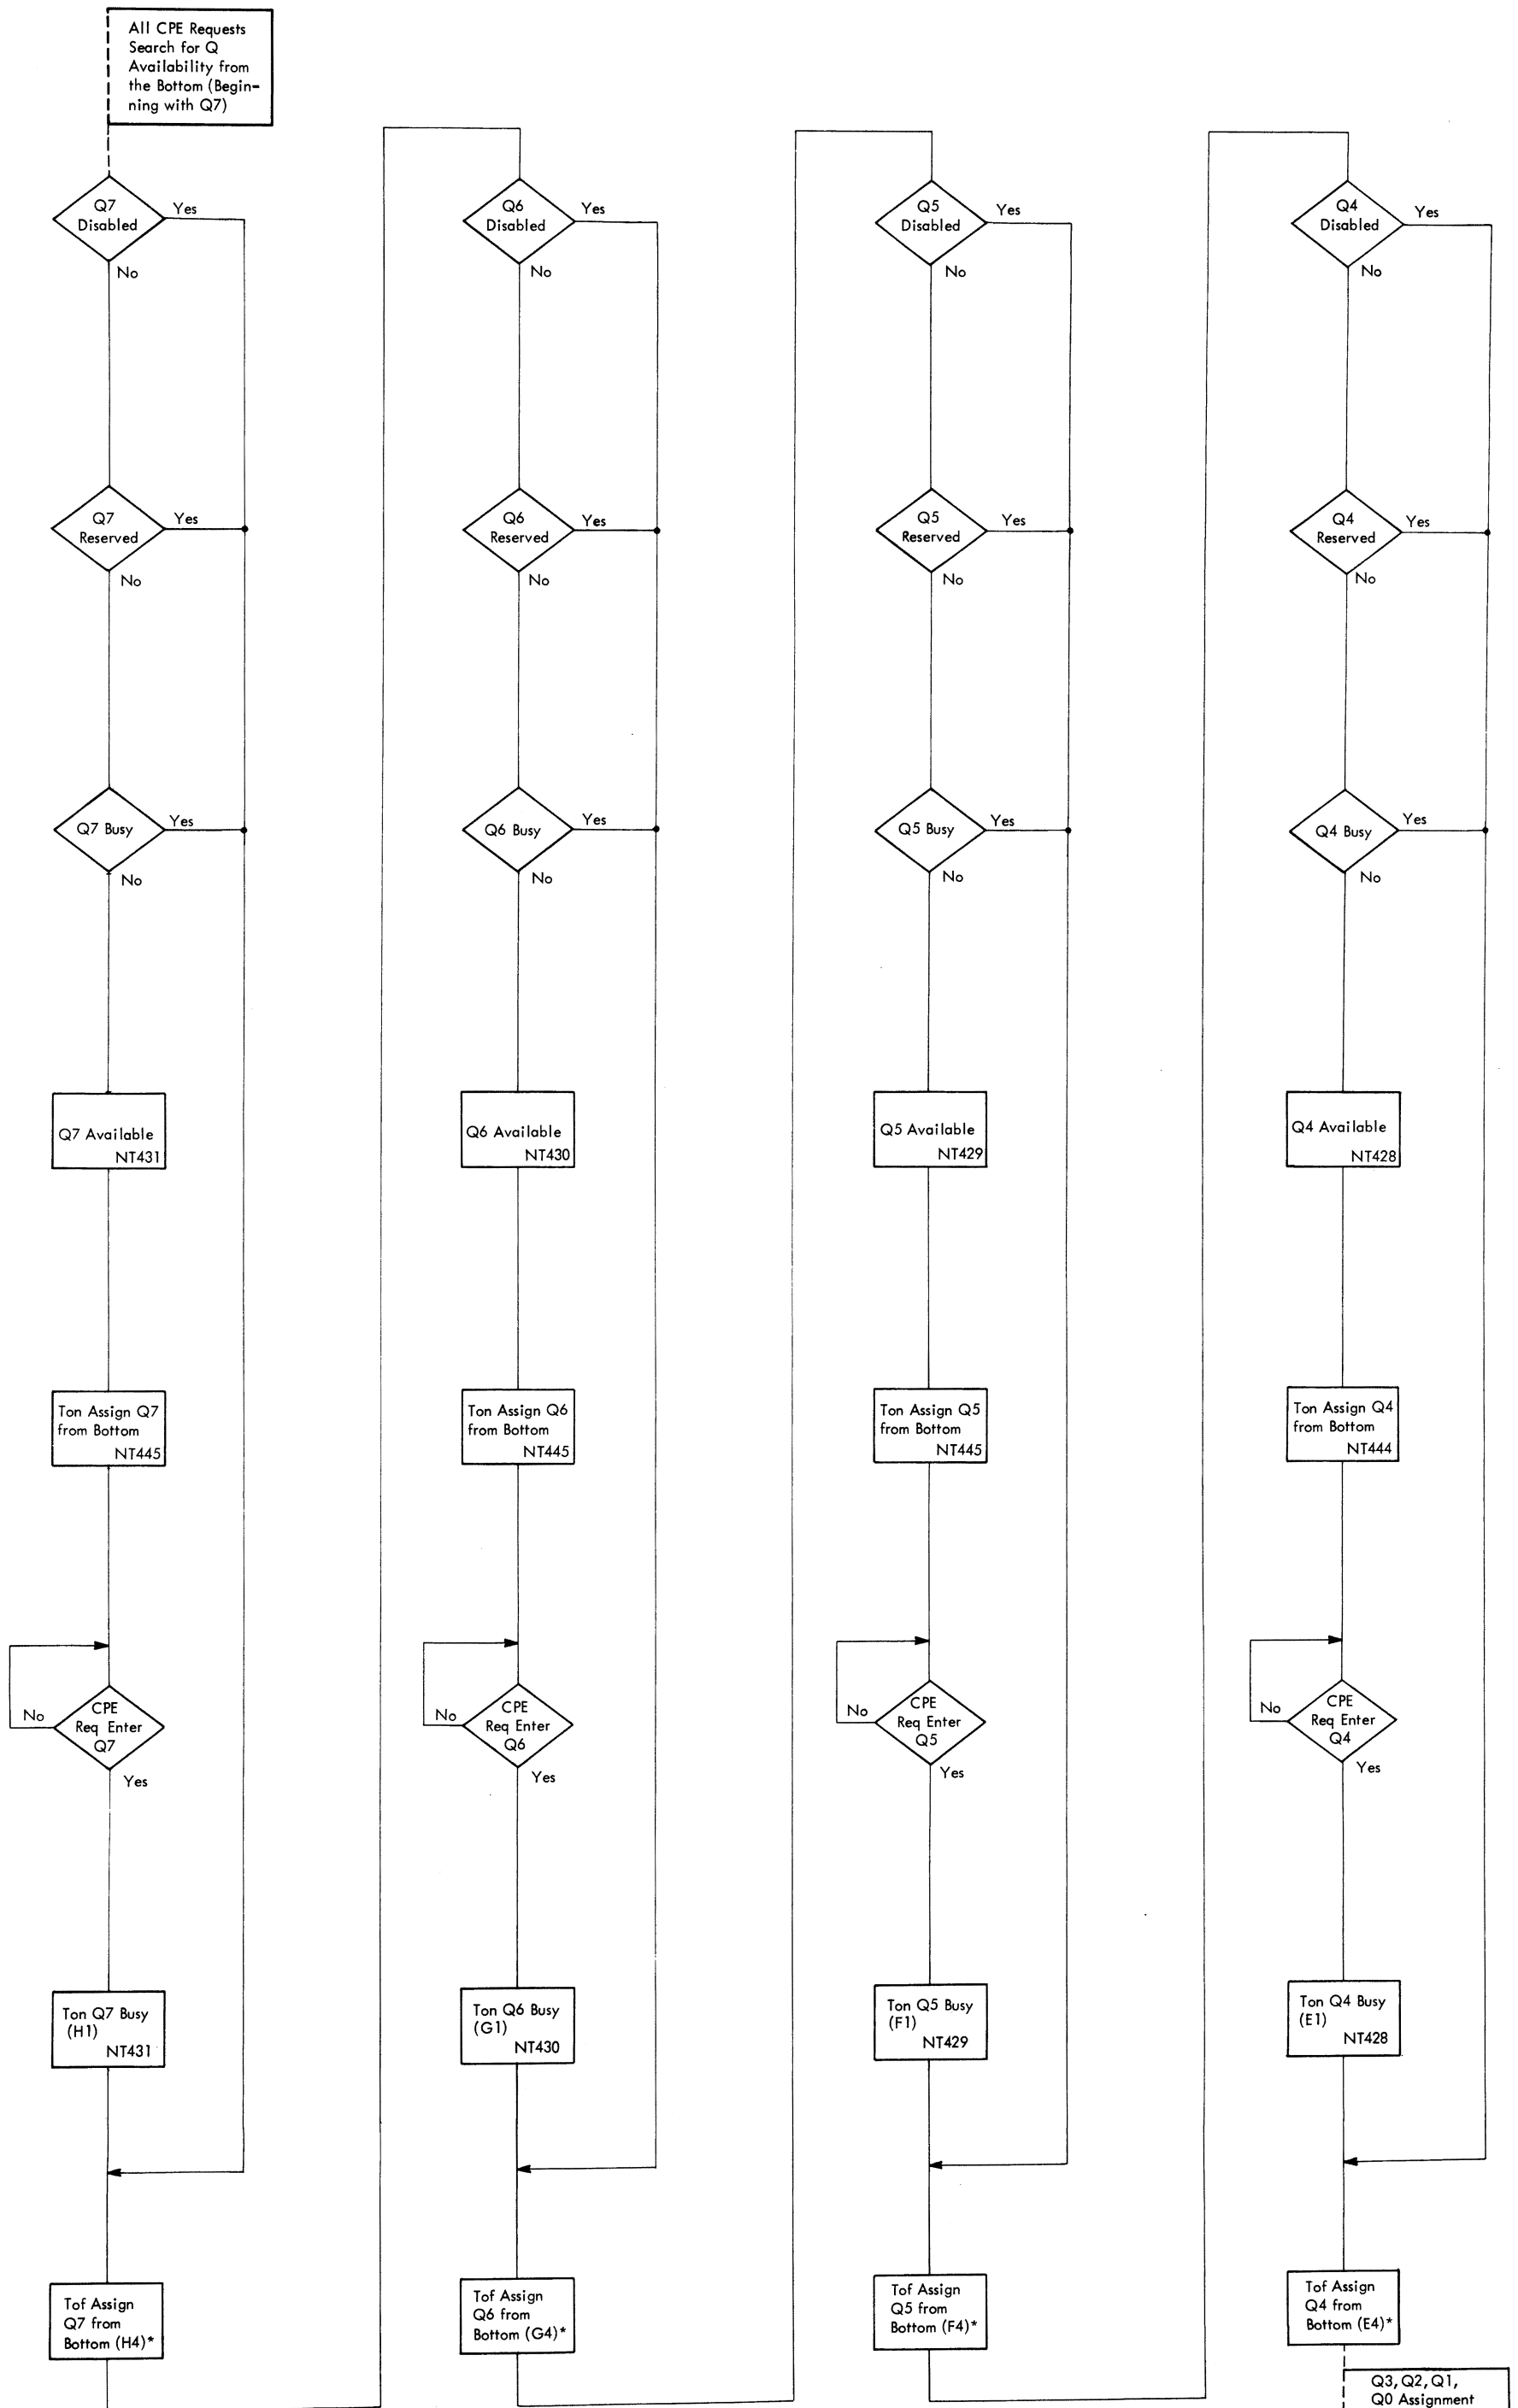 All CPE Requests
Search for Q
Availability from
the Bottom (Begin-
ning with Q7)
Q7
Disabled
Yes
No
Q7
Reserved
Yes
No
Q7 Busy
Yes
No
Q7 Available
NT431
Ton Assign Q7
from Bottom
NT445
CPE
Req Enter
Q7
No
Yes
Ton Q7 Busy
(H1)
NT431
Tof Assign
Q7 from
Bottom (H4)*
Q6
Disabled
Yes
No
Q6
Reserved
Yes
No
Q6 Busy
Yes
No
Q6 Available
NT430
Ton Assign Q6
from Bottom
NT445
CPE
Req Enter
Q6
No
Yes
Ton Q6 Busy
(G1)
NT430
Tof Assign
Q6 from
Bottom (G4)*
Q5
Disabled
Yes
No
Q5
Reserved
Yes
No
Q5 Busy
Yes
No
Q5 Available
NT429
Ton Assign Q5
from Bottom
NT445
CPE
Req Enter
Q5
No
Yes
Ton Q5 Busy
(F1)
NT429
Tof Assign
Q5 from
Bottom (F4)*
Q4
Disabled
Yes
No
Q4
Reserved
Yes
No
Q4 Busy
Yes
No
Q4 Available
NT428
Ton Assign Q4
from Bottom
NT444
CPE
Req Enter
Q4
No
Yes
Ton Q4 Busy
(E1)
NT428
Tof Assign
Q4 from
Bottom (E4)*
Q3, Q2, Q1,
Q0 Assignment